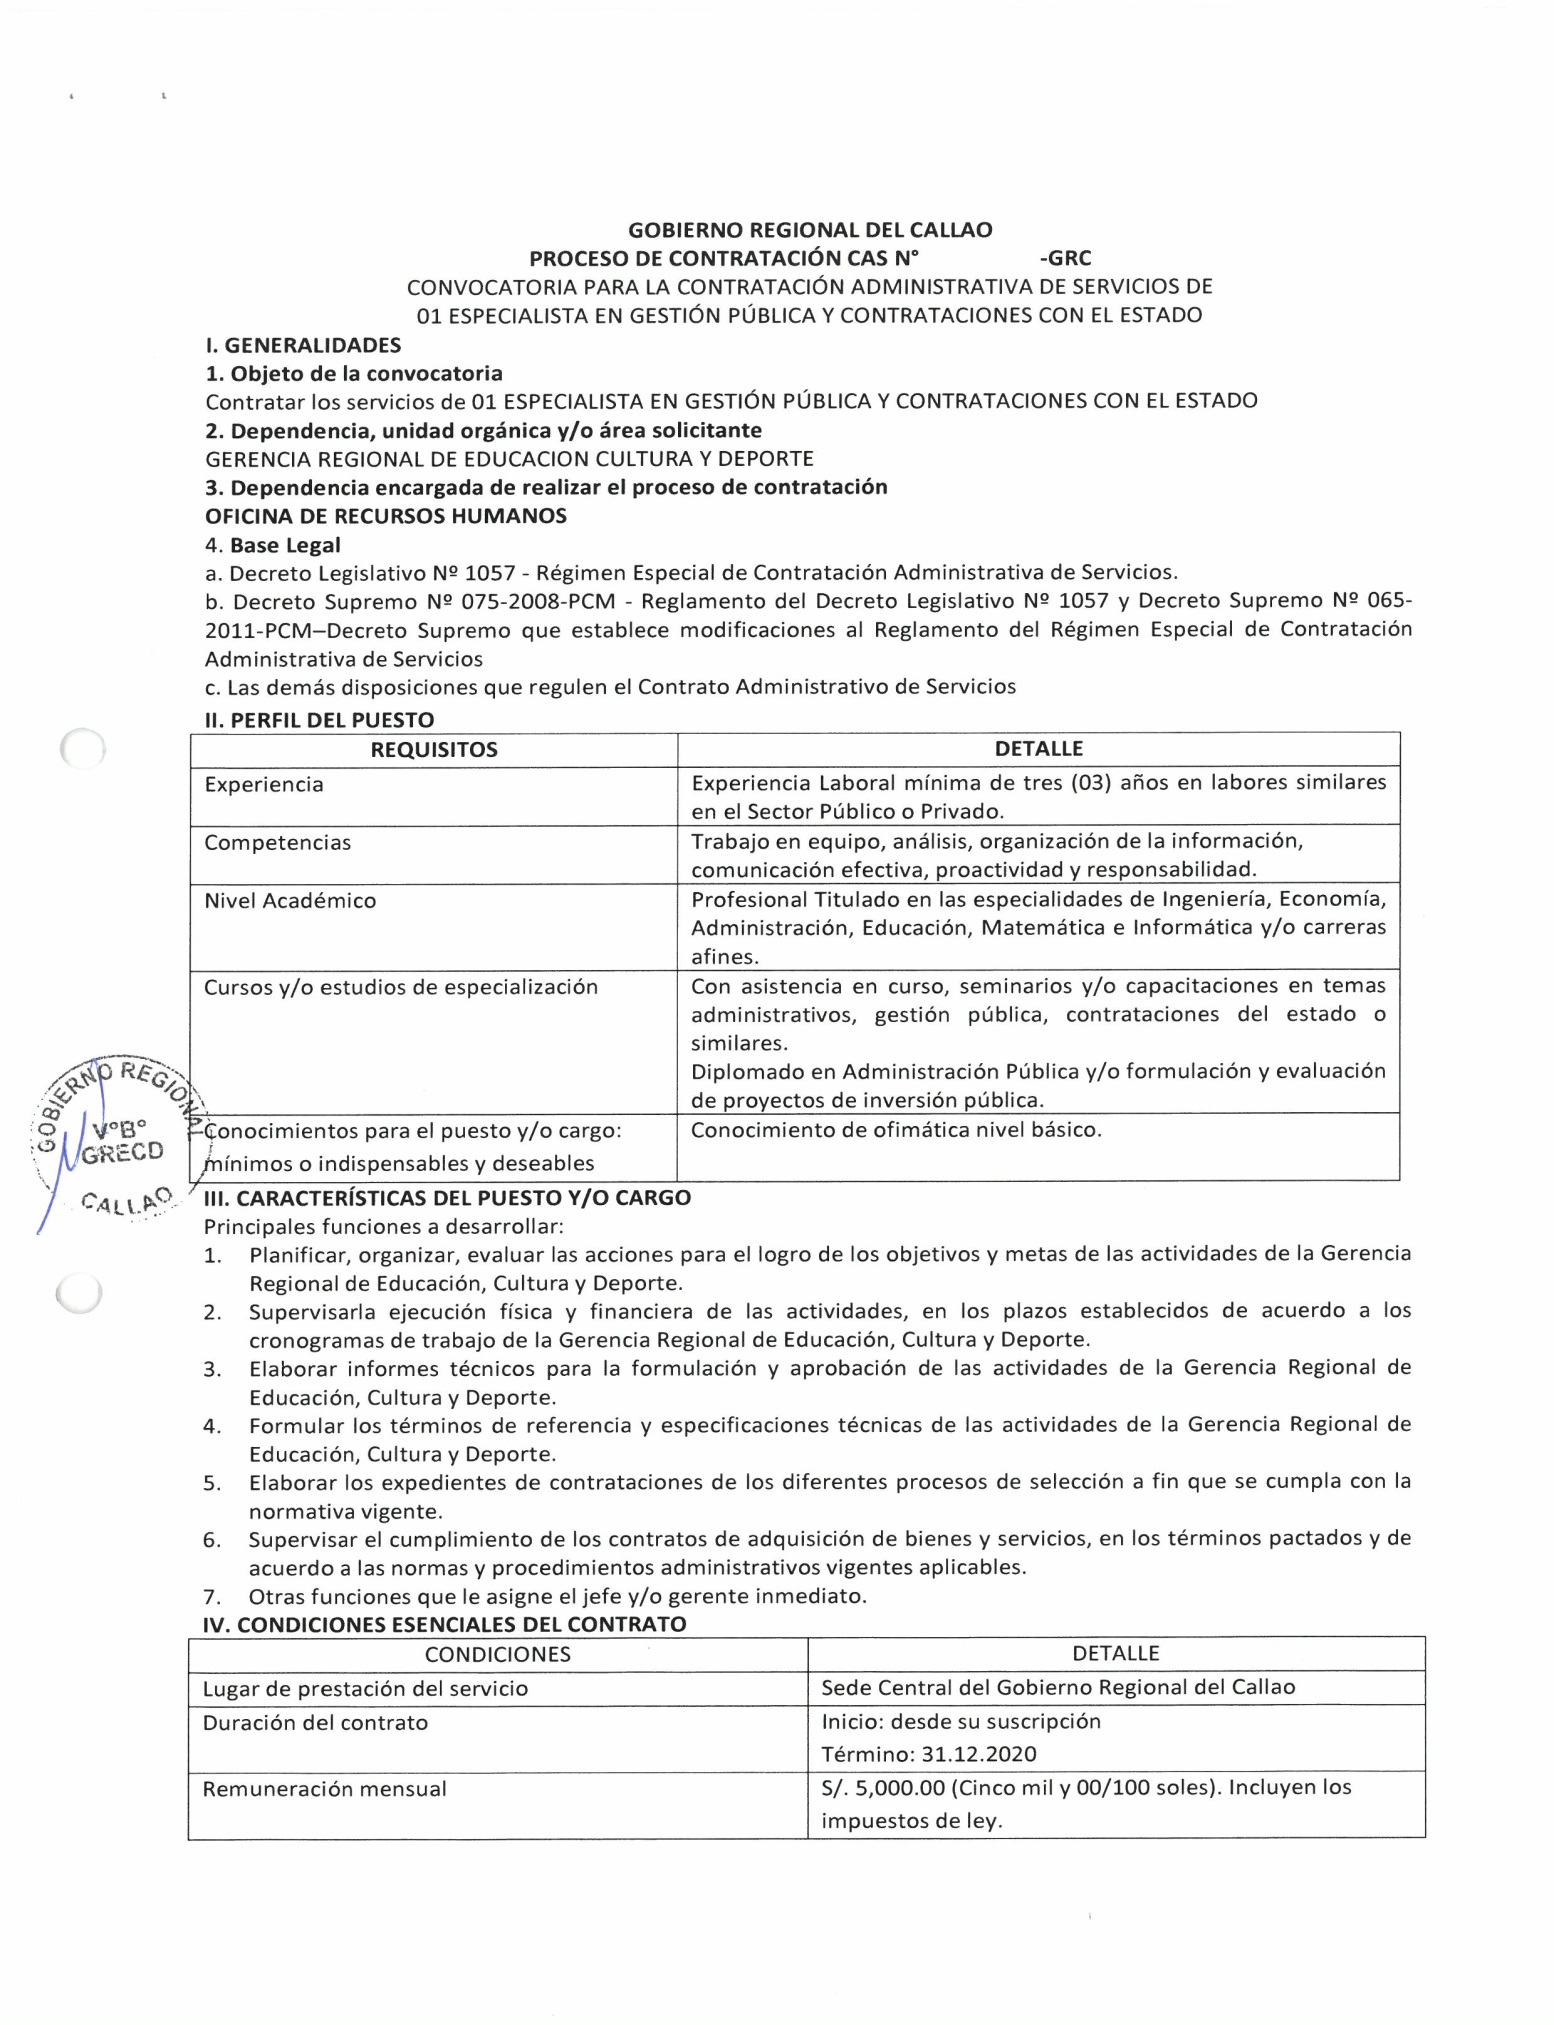 GOBIERNO REGIONAL DEL CALLAO
PROCESO DE CONTRATACIÓN CAS N° -GRC
CONVOCATORIA PARA LA CONTRATACIÓN ADMINISTRATIVA DE SERVICIOS DE
01 ESPECIALISTA EN GESTIÓN PÚBLICA Y CONTRATACIONES CON EL ESTADO
I. GENERALIDADES
1. Objeto de la convocatoria
Contratar los servicios de 01 ESPECIALISTA EN GESTIÓN PÚBLICA Y CONTRATACIONES CON EL ESTADO
2. Dependencia, unidad orgánica y/o área solicitante
GERENCIA REGIONAL DE EDUCACION CULTURA Y DEPORTE
3. Dependencia encargada de realizar el proceso de contratación
OFICINA DE RECURSOS HUMANOS
4. Base Legal
a. Decreto Legislativo Nº 1057 - Régimen Especial de Contratación Administrativa de Servicios.
b. Decreto Supremo Nº 075-2008-PCM - Reglamento del Decreto Legislativo Nº 1057 y Decreto Supremo Nº 065-
2011-PCM–Decreto Supremo que establece modificaciones al Reglamento del Régimen Especial de Contratación
Administrativa de Servicios
c. Las demás disposiciones que regulen el Contrato Administrativo de Servicios
II. PERFIL DEL PUESTO
REQUISITOS DETALLE
Experiencia Experiencia Laboral mínima de tres (03) años en labores similares
en el Sector Público o Privado.
Competencias Trabajo en equipo, análisis, organización de la información,
comunicación efectiva, proactividad y responsabilidad.
Nivel Académico Profesional Titulado en las especialidades de Ingeniería, Economía,
Administración, Educación, Matemática e Informática y/o carreras
afines.
Cursos y/o estudios de especialización Con asistencia en curso, seminarios y/o capacitaciones en temas
administrativos, gestión pública, contrataciones del estado o
similares.
Diplomado en Administración Pública y/o formulación y evaluación
de proyectos de inversión pública.
Conocimientos para el puesto y/o cargo: Conocimiento de ofimática nivel básico.
mínimos o indispensables y deseables
GOBIERNO REGIONAL
V°B°
GRECD
CALLAO
III. CARACTERÍSTICAS DEL PUESTO Y/O CARGO
Principales funciones a desarrollar:
1. Planificar, organizar, evaluar las acciones para el logro de los objetivos y metas de las actividades de la Gerencia
Regional de Educación, Cultura y Deporte.
2. Supervisarla ejecución física y financiera de las actividades, en los plazos establecidos de acuerdo a los
cronogramas de trabajo de la Gerencia Regional de Educación, Cultura y Deporte.
3. Elaborar informes técnicos para la formulación y aprobación de las actividades de la Gerencia Regional de
Educación, Cultura y Deporte.
4. Formular los términos de referencia y especificaciones técnicas de las actividades de la Gerencia Regional de
Educación, Cultura y Deporte.
5. Elaborar los expedientes de contrataciones de los diferentes procesos de selección a fin que se cumpla con la
normativa vigente.
6. Supervisar el cumplimiento de los contratos de adquisición de bienes y servicios, en los términos pactados y de
acuerdo a las normas y procedimientos administrativos vigentes aplicables.
7. Otras funciones que le asigne el jefe y/o gerente inmediato.
IV. CONDICIONES ESENCIALES DEL CONTRATO
CONDICIONES DETALLE
Lugar de prestación del servicio Sede Central del Gobierno Regional del Callao
Duración del contrato Inicio: desde su suscripción
Término: 31.12.2020
Remuneración mensual S/. 5,000.00 (Cinco mil y 00/100 soles). Incluyen los
impuestos de ley.